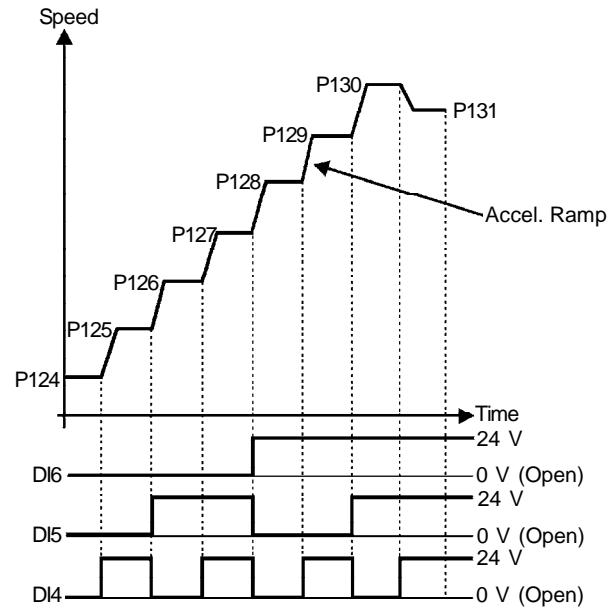 Speed
P130
P131
P129
P128
Accel. Ramp
P127
P126
P125
P124
Time
24 V
DI6
0 V (Open)
24 V
DI5
0 V (Open)
24 V
DI4
0 V (Open)